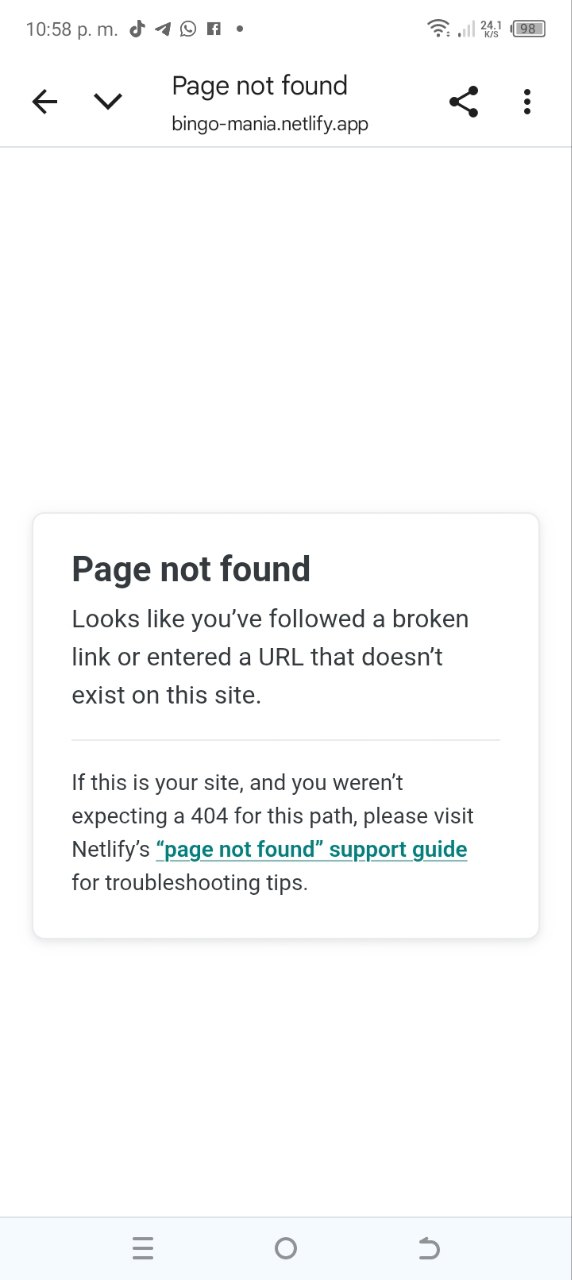 10:58 p. m.
24.1
K/S
98
Page not found
bingo-mania.netlify.app
Page not found
Looks like you’ve followed a broken
link or entered a URL that doesn’t
exist on this site.
If this is your site, and you weren’t
expecting a 404 for this path, please visit
Netlify’s “page not found” support guide
for troubleshooting tips.